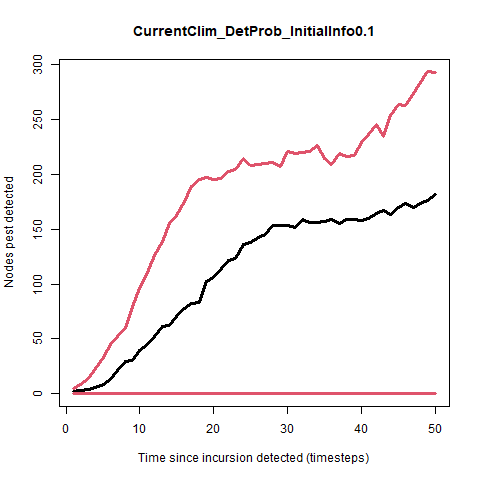 CurrentClim_DetProb_InitialInfo0.1
Nodes pest detected
300
250
200
150
100
50
0
0 10 20 30 40 50
Time since incursion detected (timesteps)